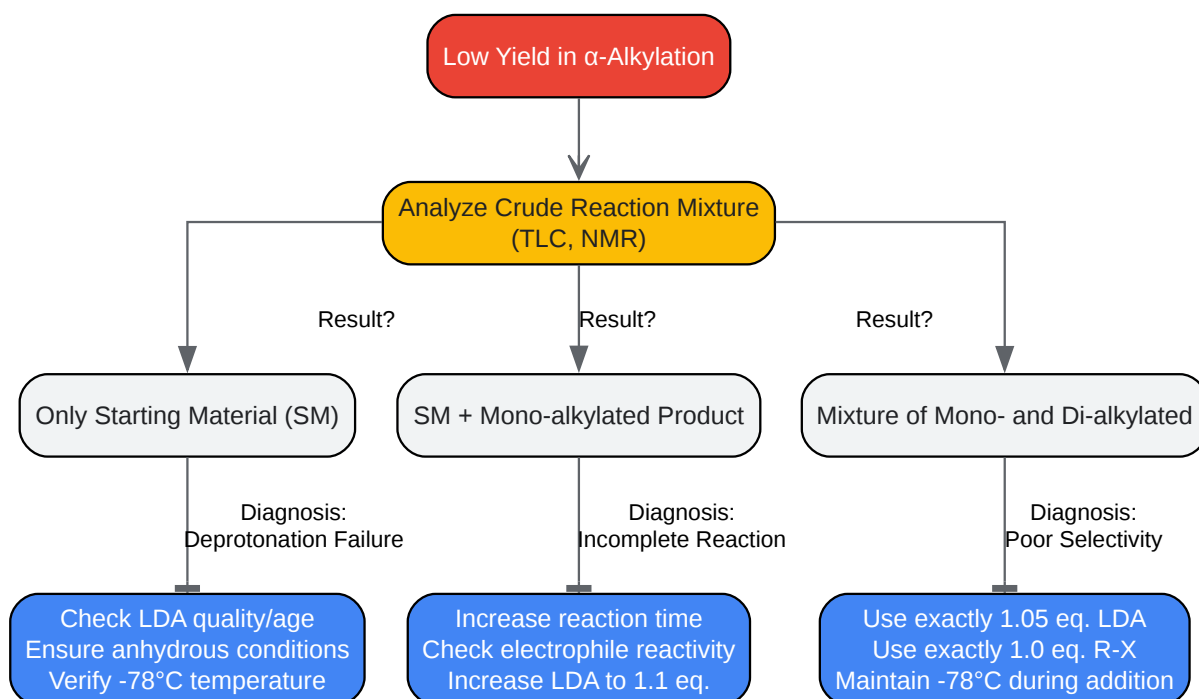 Low Yield in α-Alkylation
Analyze Crude Reaction Mixture
(TLC, NMR)
Result?
Result?
Result?
Only Starting Material (SM)
SM + Mono-alkylated Product
Mixture of Mono- and Di-alkylated
Diagnosis:
Deprotonation Failure
Diagnosis:
Incomplete Reaction
Diagnosis:
Poor Selectivity
Check LDA quality/age
Ensure anhydrous conditions
Verify -78°C temperature
Increase reaction time
Check electrophile reactivity
Increase LDA to 1.1 eq.
Use exactly 1.05 eq. LDA
Use exactly 1.0 eq. R-X
Maintain -78°C during addition